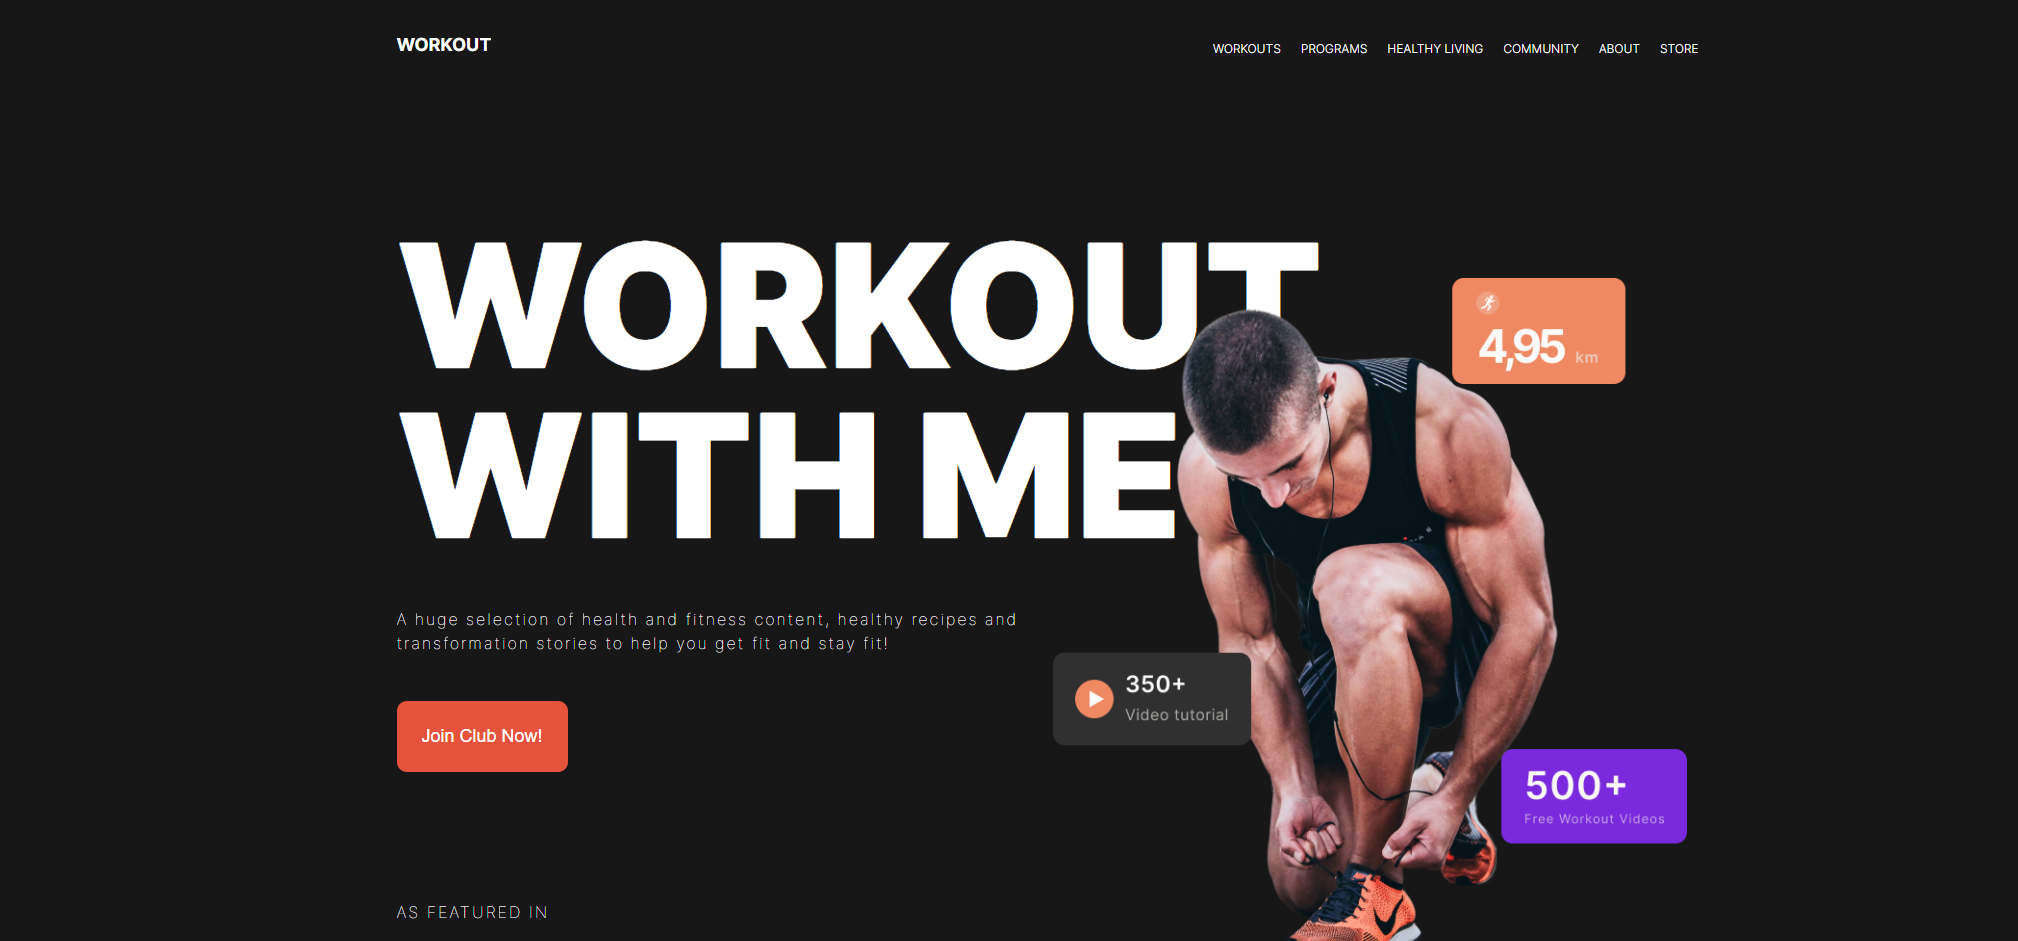 WORKOUT
WORKOUTS PROGRAMS HEALTHY LIVING COMMUNITY ABOUT STORE
WORKOUT
WITH ME
4,95 km
A huge selection of health and fitness content, healthy recipes and
transformation stories to help you get fit and stay fit!
350+
Video tutorial
Join Club Now!
500+
Free Workout Videos
AS FEATURED IN